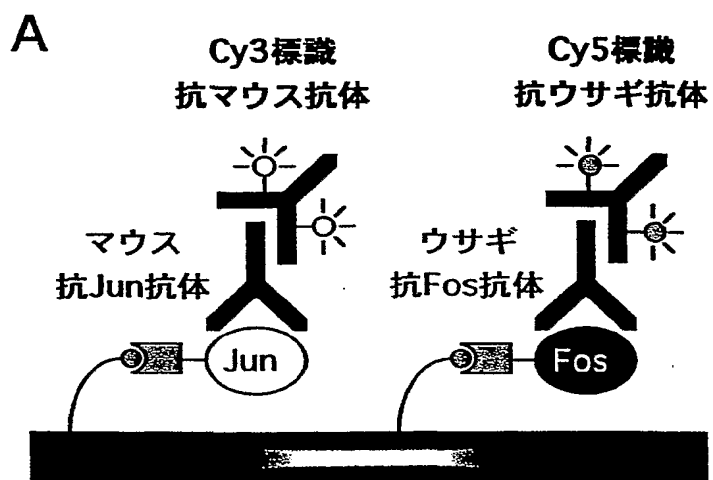 A
Cy3標識
抗マウス抗体
Cy5標識
抗ウサギ抗体
マウス
抗Jun抗体
ウサギ
抗Fos抗体
Jun
Fos